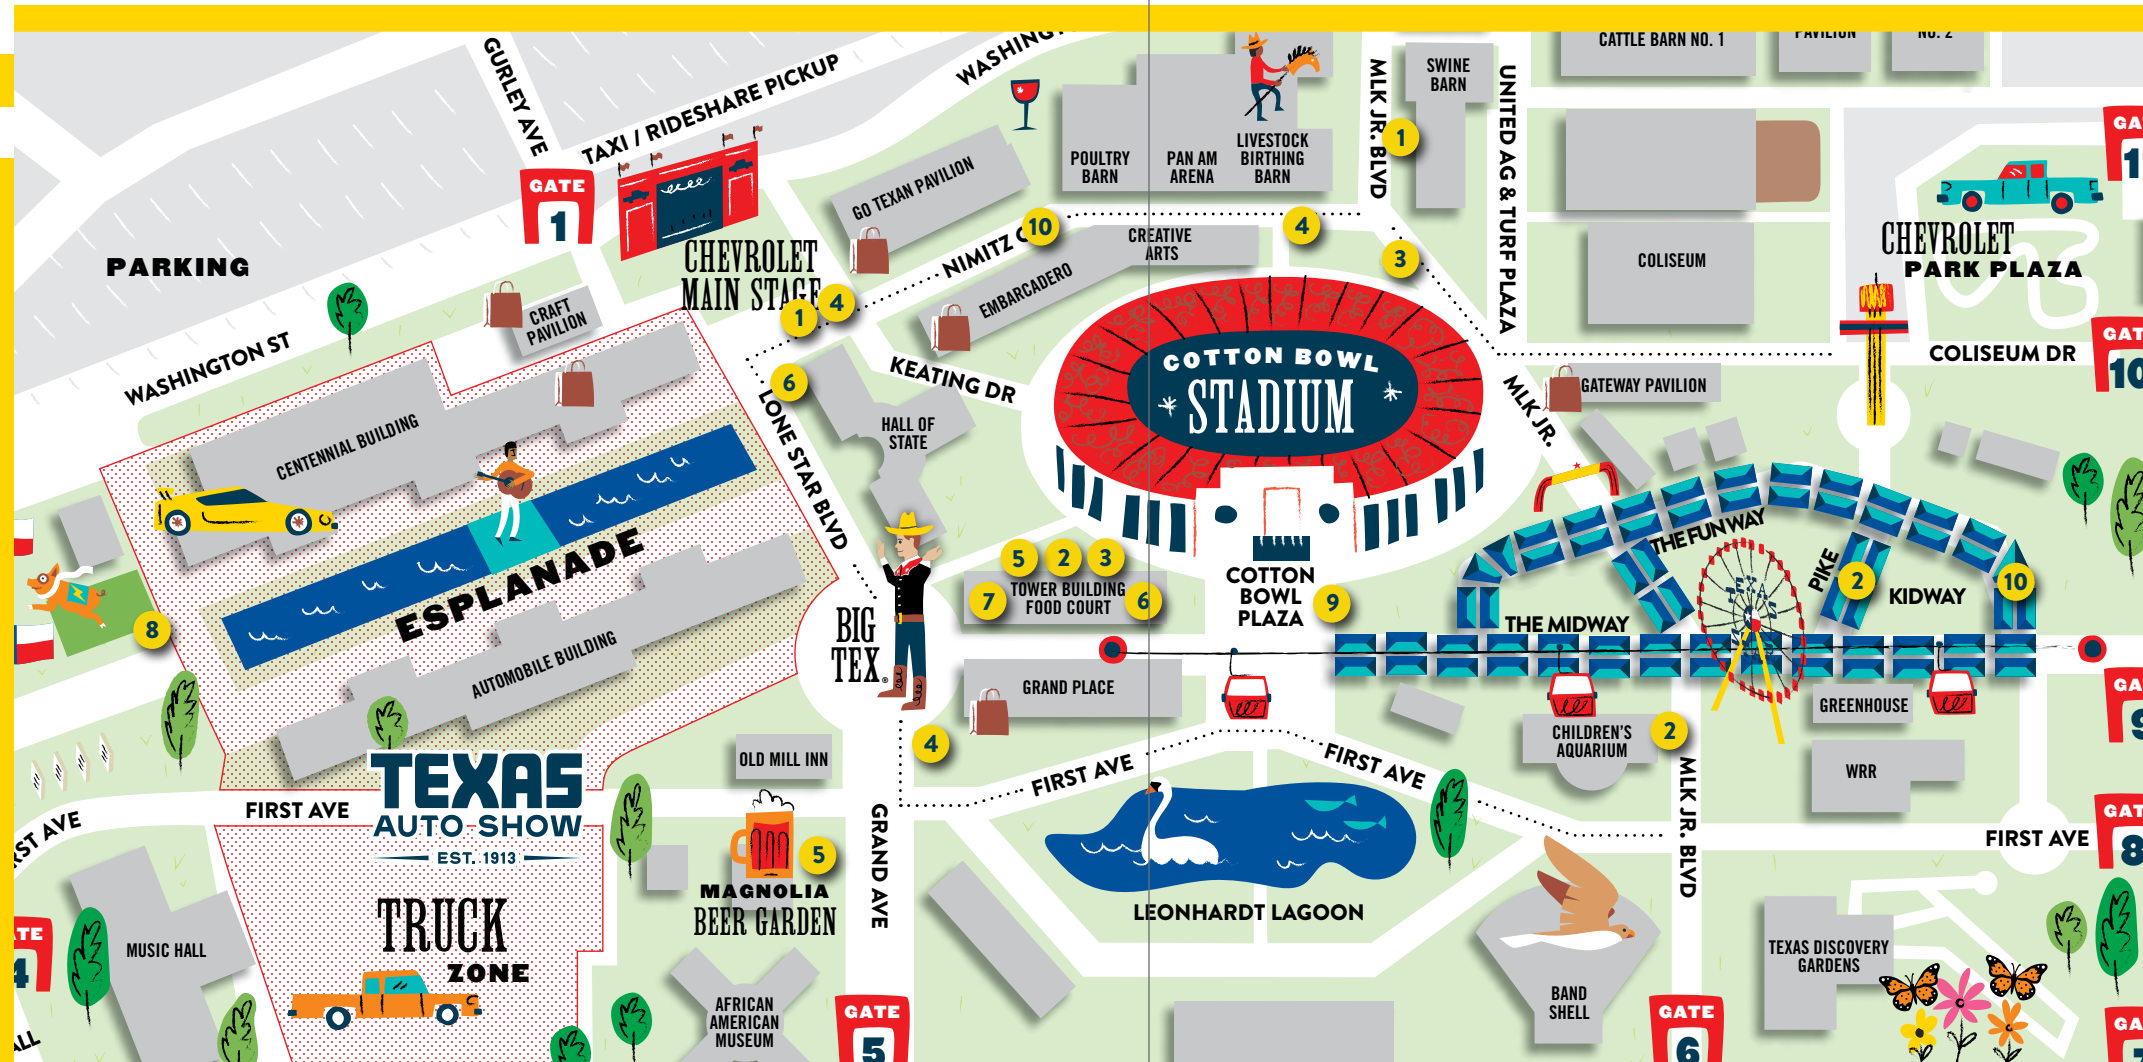 GURLEY AVE
TAXI / RIDESHARE PICKUP
CATTLE BARN NO. 1
PAVILION
NO. 2
SWINE
BARN
MLK JR. BLVD
1
UNITED AG & TURF PLAZA
GATE
1
POULTRY
BARN
PAN AM
ARENA
LIVESTOCK
BIRTHING
BARN
GO TEXAN PAVILION
PARKING
CHEVROLET
MAIN STAGE
1
4
NIMITZ
10
CREATIVE
ARTS
4
3
EMBARCADERO
COLISEUM
CHEVROLET
PARK PLAZA
CRAFT
PAVILION
WASHINGTON ST
COTTON BOWL
STADIUM
COLISEUM DR
GATEWAY PAVILION
MLK JR.
10
6
KEATING DR
LONE STAR BLVD
HALL OF
STATE
CENTENNIAL BUILDING
ESPLANADE
AUTOMOBILE BUILDING
8
BIG
TEX®
5
2
3
7
TOWER BUILDING
FOOD COURT
6
COTTON
BOWL
PLAZA
9
THE FUNWAY
THE MIDWAY
PIKE
2
KIDWAY
10
GRAND PLACE
GREENHOUSE
CHILDREN'S
AQUARIUM
2
WRR
MLK JR. BLVD
4
OLD MILL INN
FIRST AVE
FIRST AVE
FIRST AVE
FIRST AVE
8
TEXAS
AUTO SHOW
EST. 1913
GRAND AVE
5
MAGNOLIA
BEER GARDEN
LEONHARDT LAGOON
TRUCK
ZONE
MUSIC HALL
4
AFRICAN
AMERICAN
MUSEUM
GATE
5
BAND
SHELL
GATE
6
TEXAS DISCOVERY
GARDENS